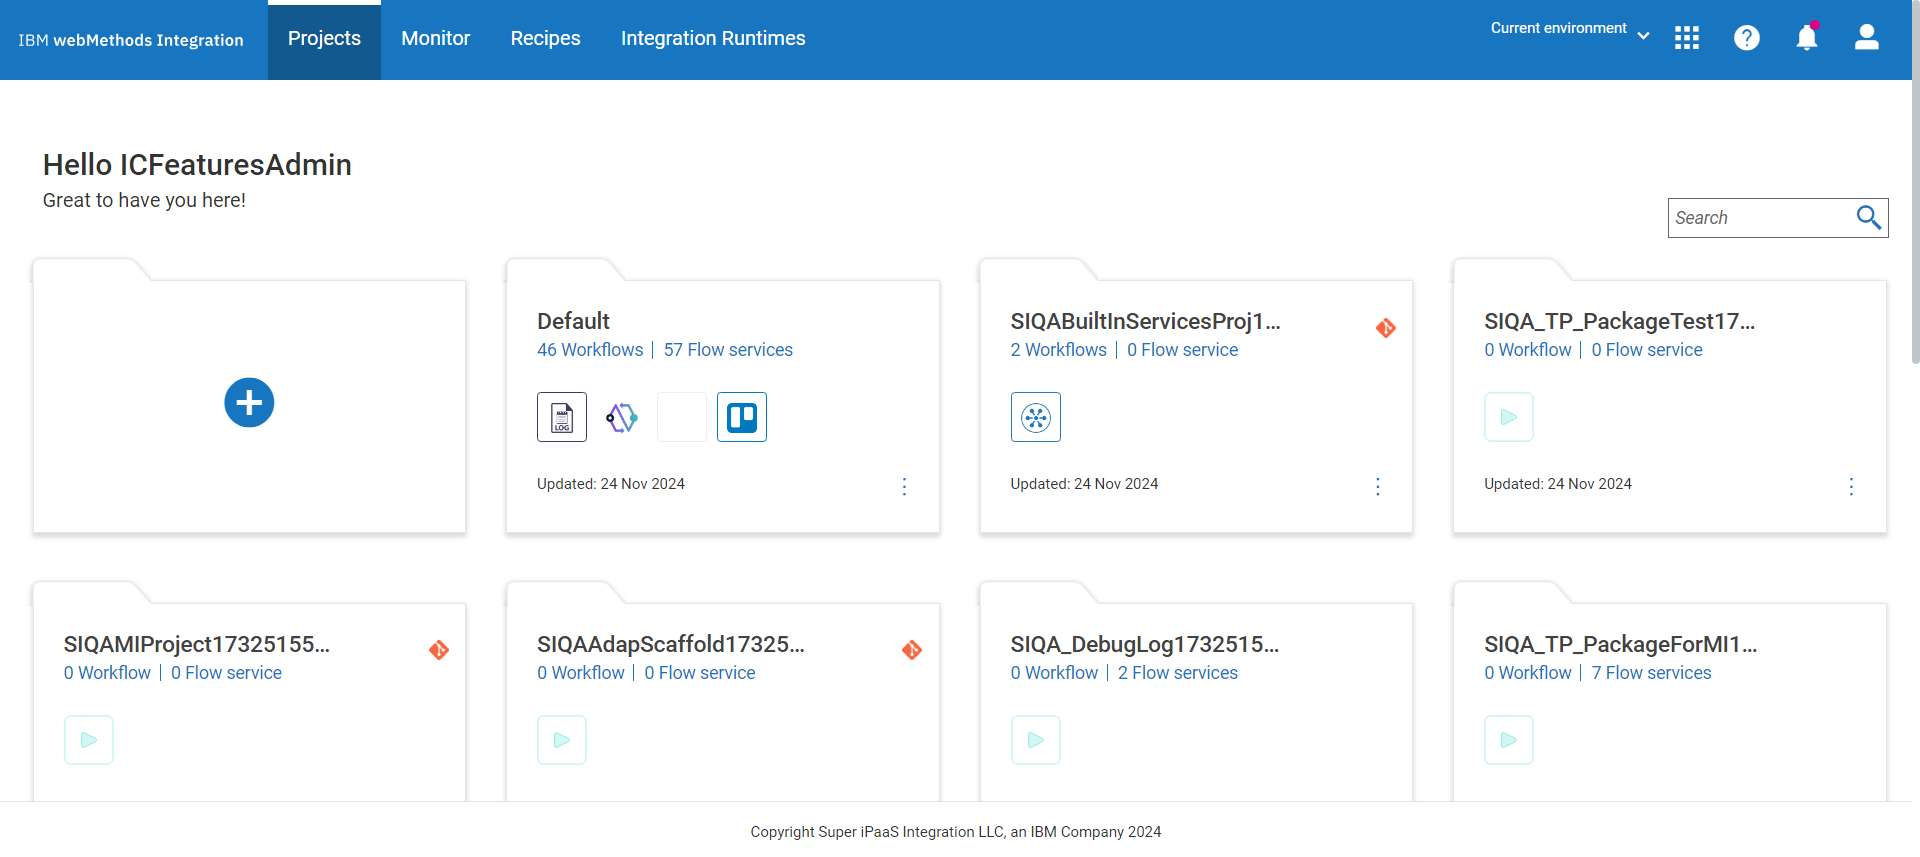 IBM webMethods Integration
Projects
Monitor
Recipes
Integration Runtimes
Current environment
Hello ICFeaturesAdmin
Great to have you here!
Search
Default
46 Workflows | 57 Flow services
LOG
Updated: 24 Nov 2024
SIQABuiltInServicesProj1...
2 Workflows | 0 Flow service
Updated: 24 Nov 2024
SIQA_TP_PackageTest17...
0 Workflow | 0 Flow service
Updated: 24 Nov 2024
SIQAMIProject17325155...
0 Workflow | 0 Flow service
SIQAAdapScaffold17325...
0 Workflow | 0 Flow service
SIQA_DebugLog1732515...
0 Workflow | 2 Flow services
SIQA_TP_PackageForMI1...
0 Workflow | 7 Flow services
Copyright Super iPaaS Integration LLC, an IBM Company 2024